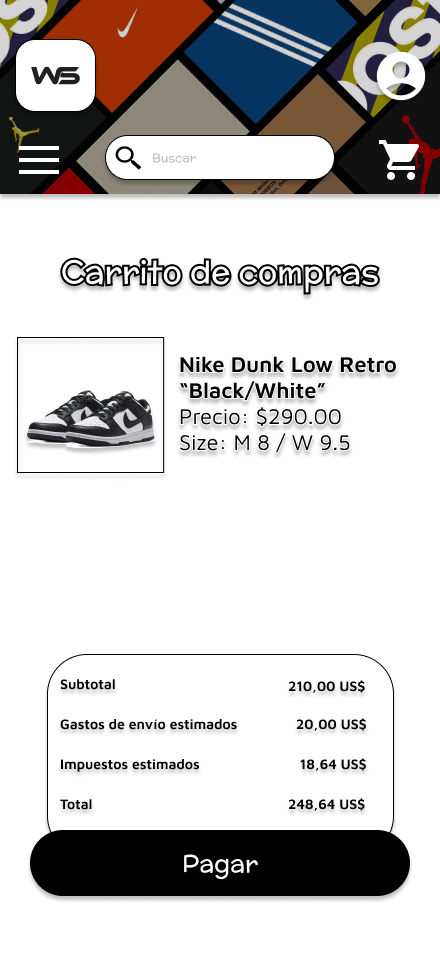 WS
Buscar
Carrito de compras
Nike Dunk Low Retro
“Black/White”
Precio: $290.00
Size: M 8 / W 9.5
Subtotal 210,00 US$
Gastos de envío estimados 20,00 US$
Impuestos estimados 18,64 US$
Total 248,64 US$
Pagar